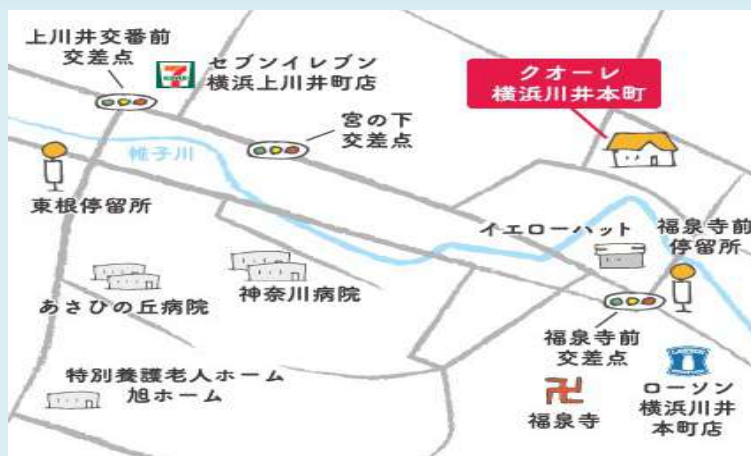 上川井交番前
交差点
セブンイレブン
横浜上川井町店
クオーレ
横浜川井本町
宮の下
交差点
帷子川
東根停留所
イエローハット
福泉寺前
停留所
あさひの丘病院
神奈川病院
福泉寺前
交差点
特別養護老人ホーム
旭ホーム
福泉寺
ローソン
横浜川井
本町店